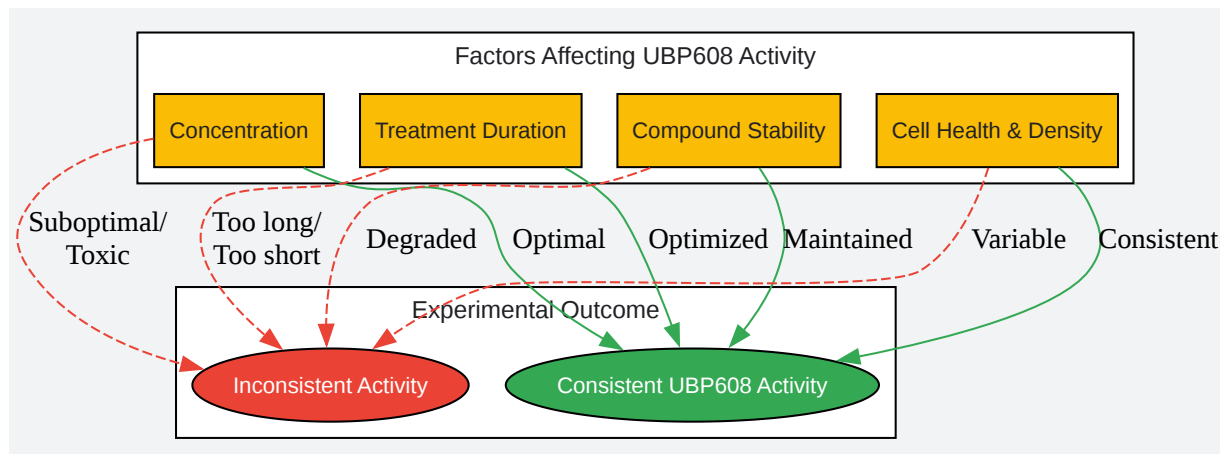 Factors Affecting UBP608 Activity
Concentration
Treatment Duration
Compound Stability
Cell Health & Density
Suboptimal/
Toxic
Too long/
Too short
Degraded
Optimal
Optimized
Maintained
Variable
Consistent
Experimental Outcome
Inconsistent Activity
Consistent UBP608 Activity